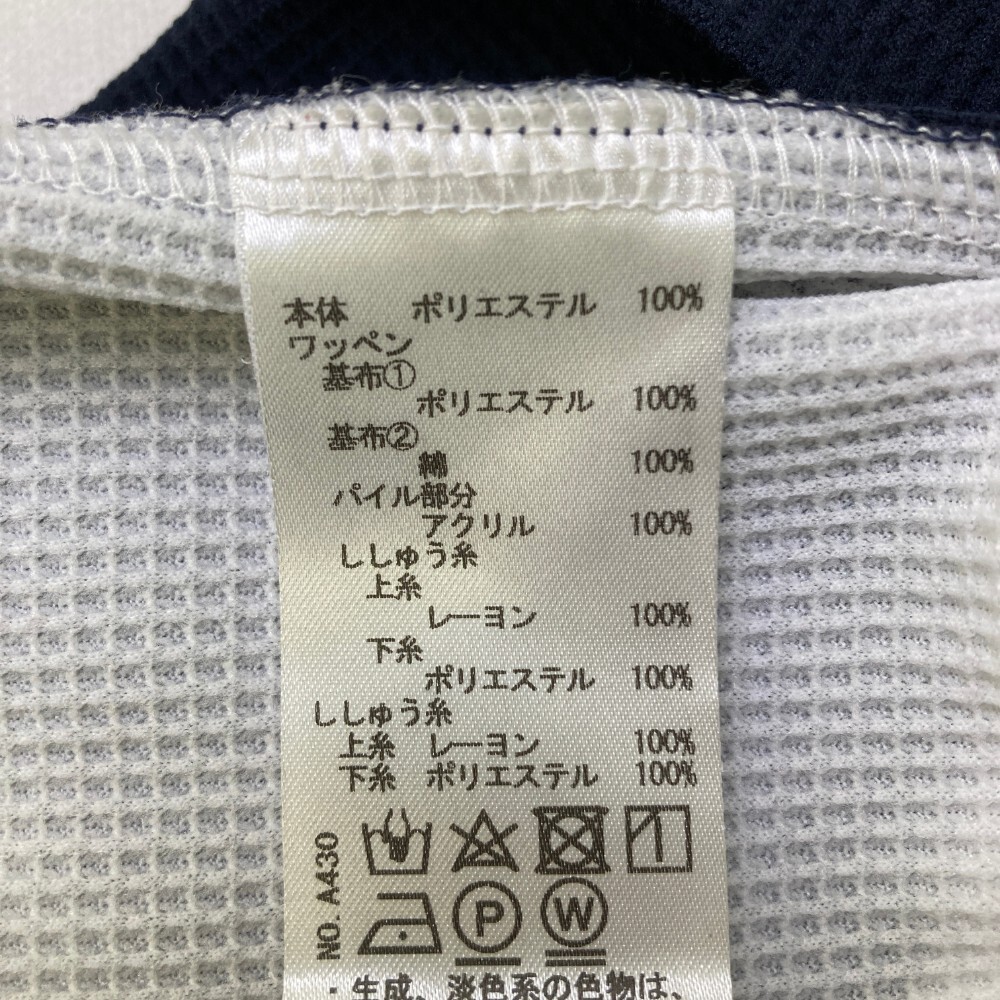 本体 ポリエステル 100%
ワッペン
基布①
ポリエステル 100%
基布②
綿 100%
パイル部分
アクリル 100%
ししゅう糸
上糸
レーヨン 100%
下糸
ポリエステル 100%
ししゅう糸
上糸 レーヨン 100%
下糸 ポリエステル 100%
NO. A430
P W
・生成、淡色系の色物は、